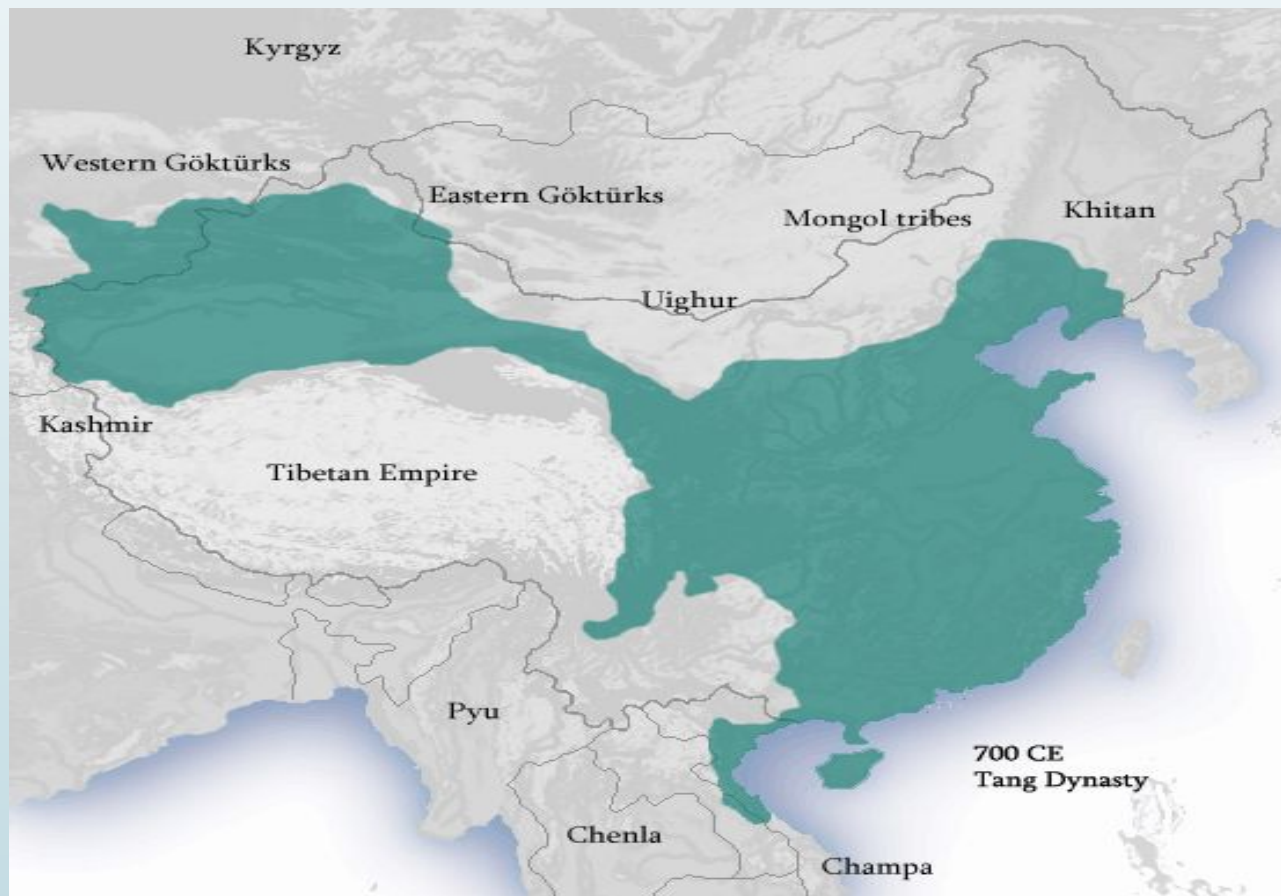 Kyrgyz
Western Göktürks
Eastern Göktürks
Mongol tribes
Khitan
Uighur
Kashmir
Tibetan Empire
Pyu
700 CE
Tang Dynasty
Chenla
Champa